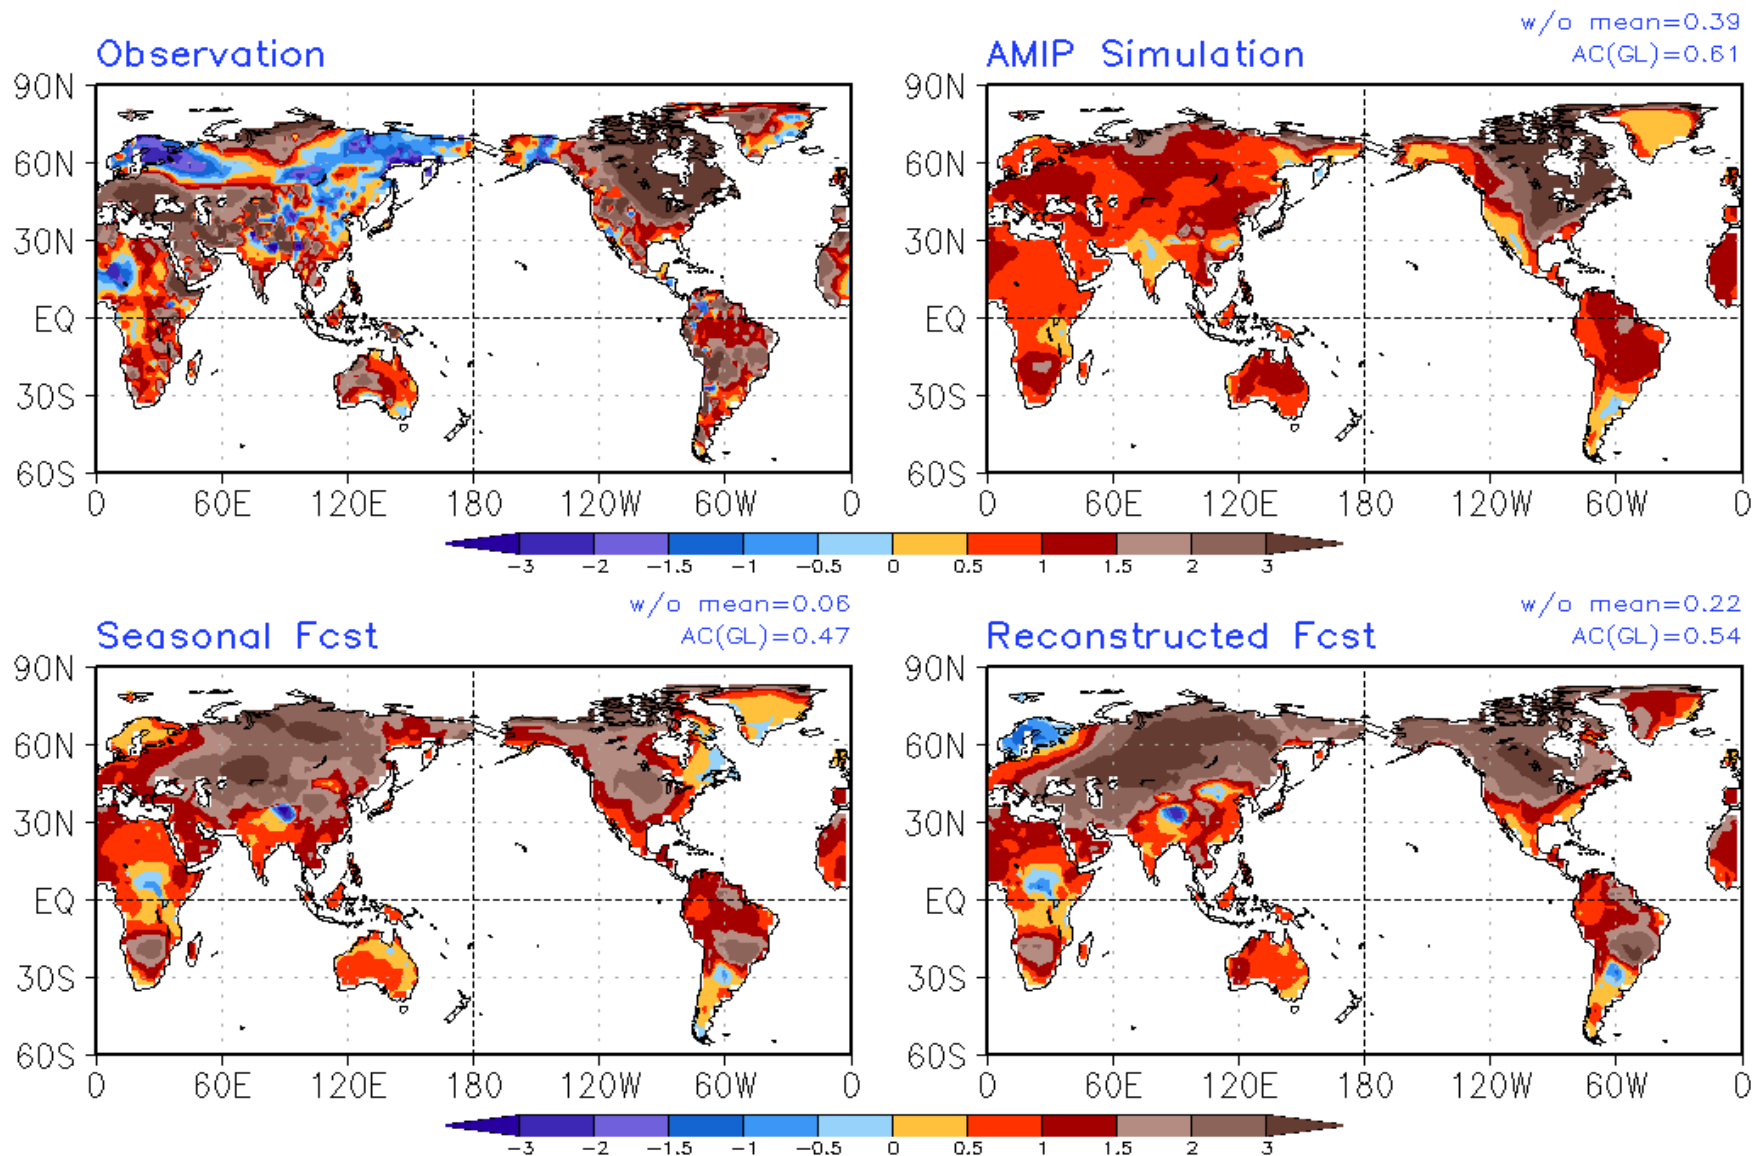 w/o mean=0.39
Observation AMIP Simulation AC(GL)=0.61
90N 90N
60N 60N
30N 30N
EQ EQ
30S 30S
60S 60S
0 60E 120E 180 120W 60W 0 0 60E 120E 180 120W 60W 0
-3 -2 -1.5 -1 -0.5 0 0.5 1 1.5 2 3
w/o mean=0.06 w/o mean=0.22
Seasonal Fcst AC(GL)=0.47 Reconstructed Fcst AC(GL)=0.54
90N 90N
60N 60N
30N 30N
EQ EQ
30S 30S
60S 60S
0 60E 120E 180 120W 60W 0 0 60E 120E 180 120W 60W 0
-3 -2 -1.5 -1 -0.5 0 0.5 1 1.5 2 3